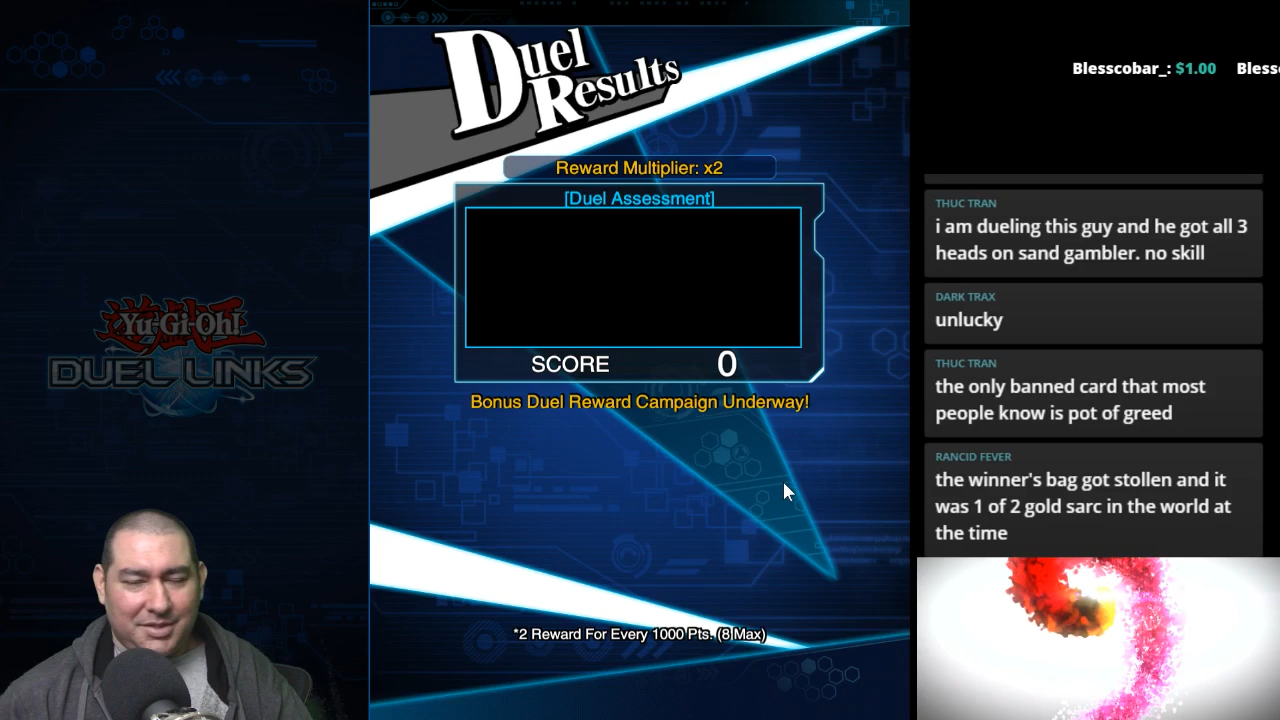 Duel
Results
Reward Multiplier: x2
[Duel Assessment]
SCORE 0
Bonus Duel Reward Campaign Underway!
*2 Reward For Every 1000 Pts. (8 Max)
遊戯王
Yu-Gi-Oh!
DUEL LINKS
Blesscobar_: $1.00 Bless
THUC TRAN
i am dueling this guy and he got all 3
heads on sand gambler. no skill
DARK TRAX
unlucky
THUC TRAN
the only banned card that most
people know is pot of greed
RANCID FEVER
the winner's bag got stollen and it
was 1 of 2 gold sarc in the world at
the time